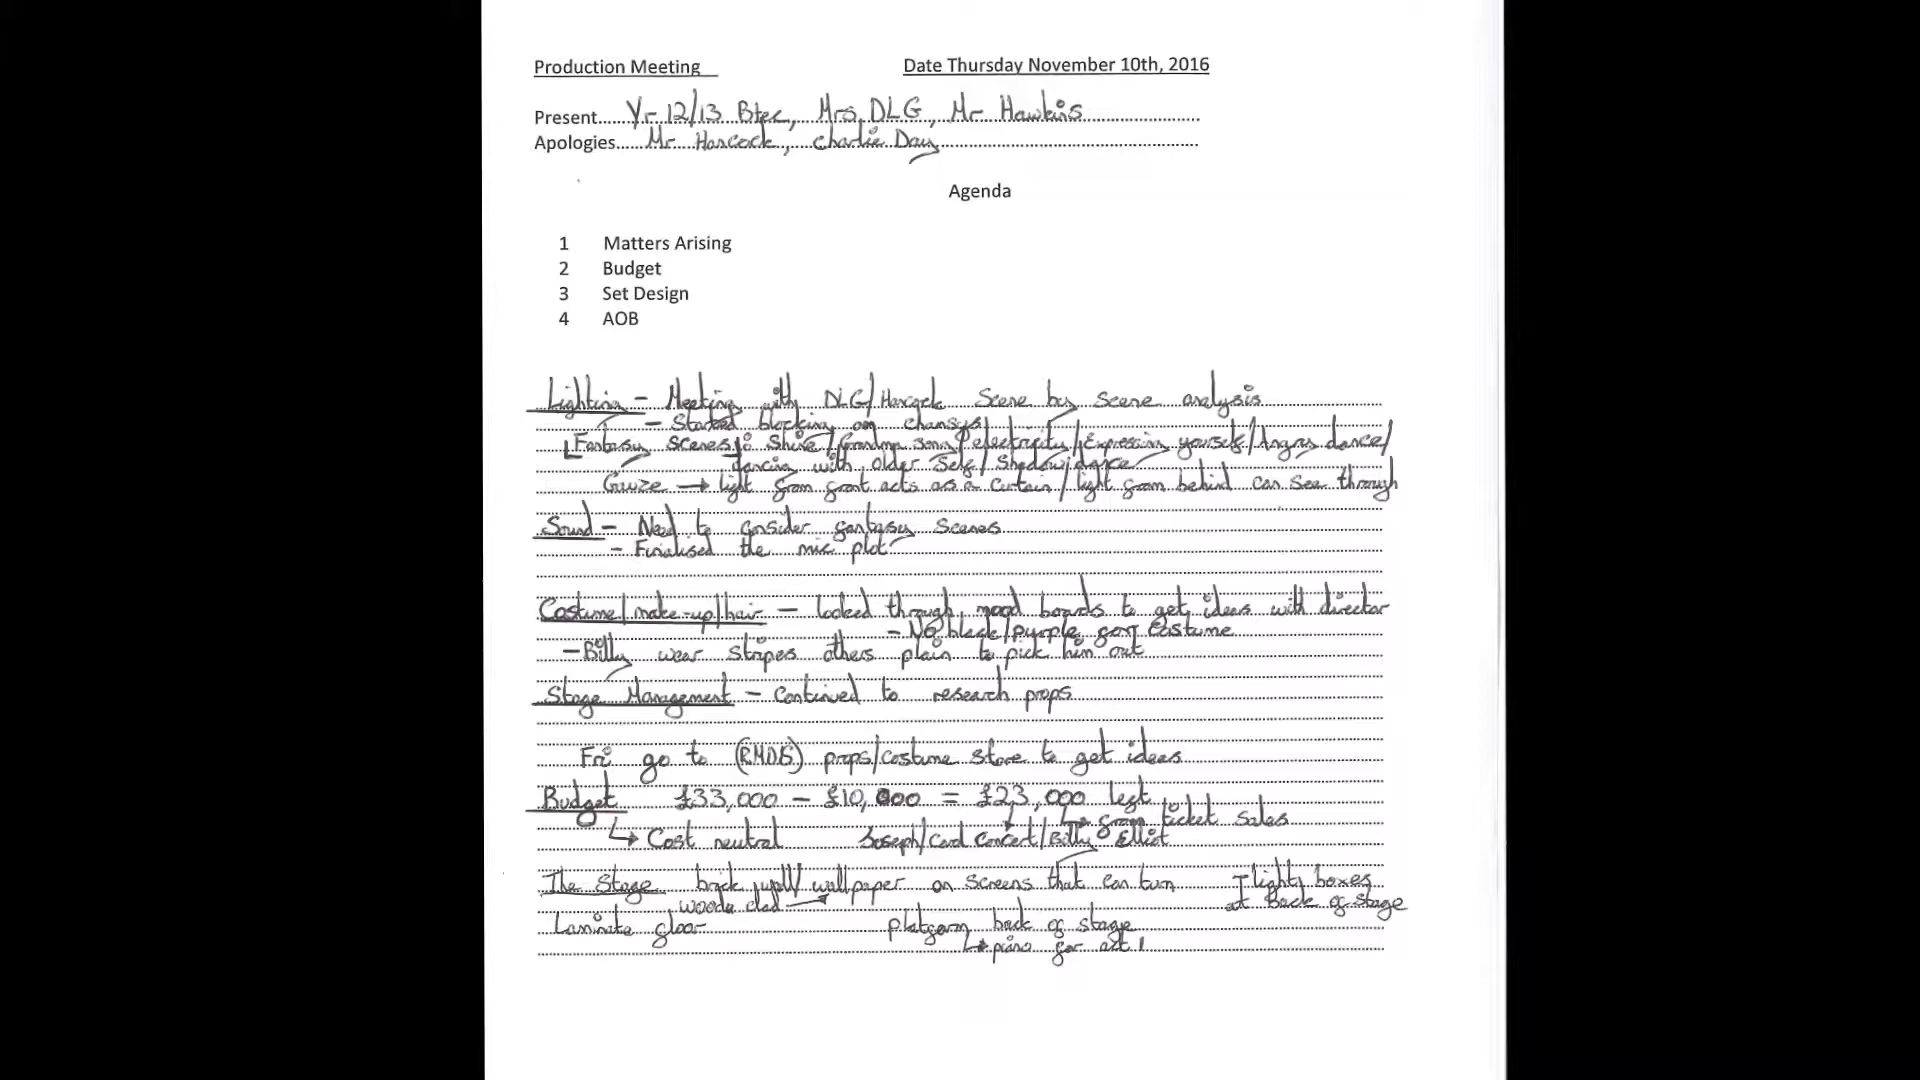 Production Meeting Date Thursday November 10th, 2016
Present Yr 12/13 Btec, Mrs DLG, Mr Hawkins
Apologies Mr Hancock, Charlie Day
Agenda
1 Matters Arising
2 Budget
3 Set Design
4 AOB
Lighting - Meeting with DLG/Hancock Scene by scene analysis
- Started blocking on
Fantasy scenes: Shine/Grandma song/electricity/Expressing yourself/Angry dance/
dancing with older self/Shadow dance
Gauze → light from front acts as a curtain/light from behind can see through
Sound - Need to consider fantasy scenes
- Finalised the mic plot
Costume/make-up/hair - looked through mood boards to get ideas with director
- No black/purple for costume
- Billy wear stripes others plain to pick him out
Stage Management - Continued to research props
Fri go to (RMDS) props/costume store to get ideas
Budget £33,000 - £10,000 = £23,000 left
↳ from ticket sales
↳ Cost neutral Joseph/Carol Concert/Billy Elliot
The Stage brick wallpaper on screens that can turn - light boxes
wood clad at Back of stage
Laminate floor platform back of stage
↳ piano for act 1